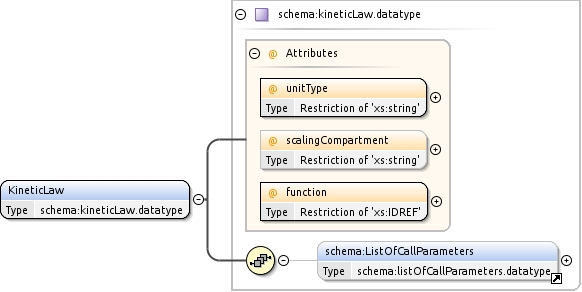 schema:kineticLaw.datatype
@ Attributes
@ unitType
Type Restriction of 'xs:string'
@ scalingCompartment
Type Restriction of 'xs:string'
KineticLaw
Type schema:kineticLaw.datatype
@ function
Type Restriction of 'xs:IDREF'
schema:ListOfCallParameters
Type schema:listOfCallParameters.datatype